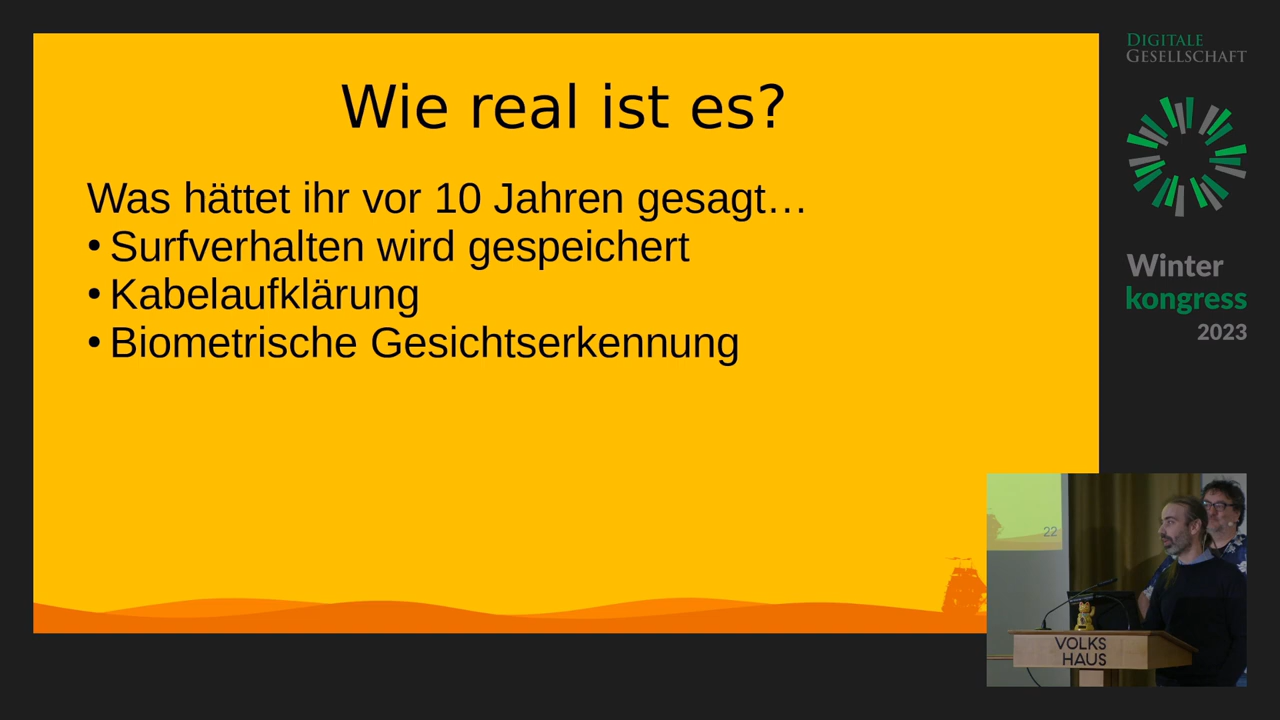 Wie real ist es?
Was hättet ihr vor 10 Jahren gesagt…
• Surfverhalten wird gespeichert
• Kabelaufklärung
• Biometrische Gesichtserkennung
DIGITALE
GESELLSCHAFT
Winter
kongress
2023
22
VOLKS
HAUS